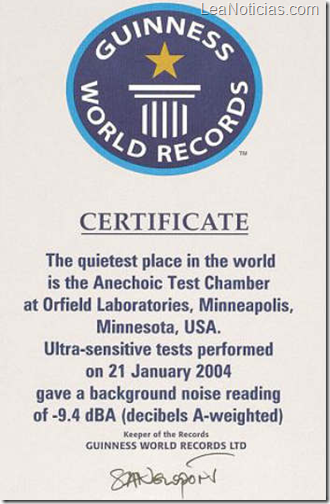 LeaNoticias.com
GUINNESS
WORLD RECORDS
™
CERTIFICATE
The quietest place in the world
is the Anechoic Test Chamber
at Orfield Laboratories, Minneapolis,
Minnesota, USA.
Ultra-sensitive tests performed
on 21 January 2004
gave a background noise reading
of -9.4 dBA (decibels A-weighted)
Keeper of the Records
GUINNESS WORLD RECORDS LTD